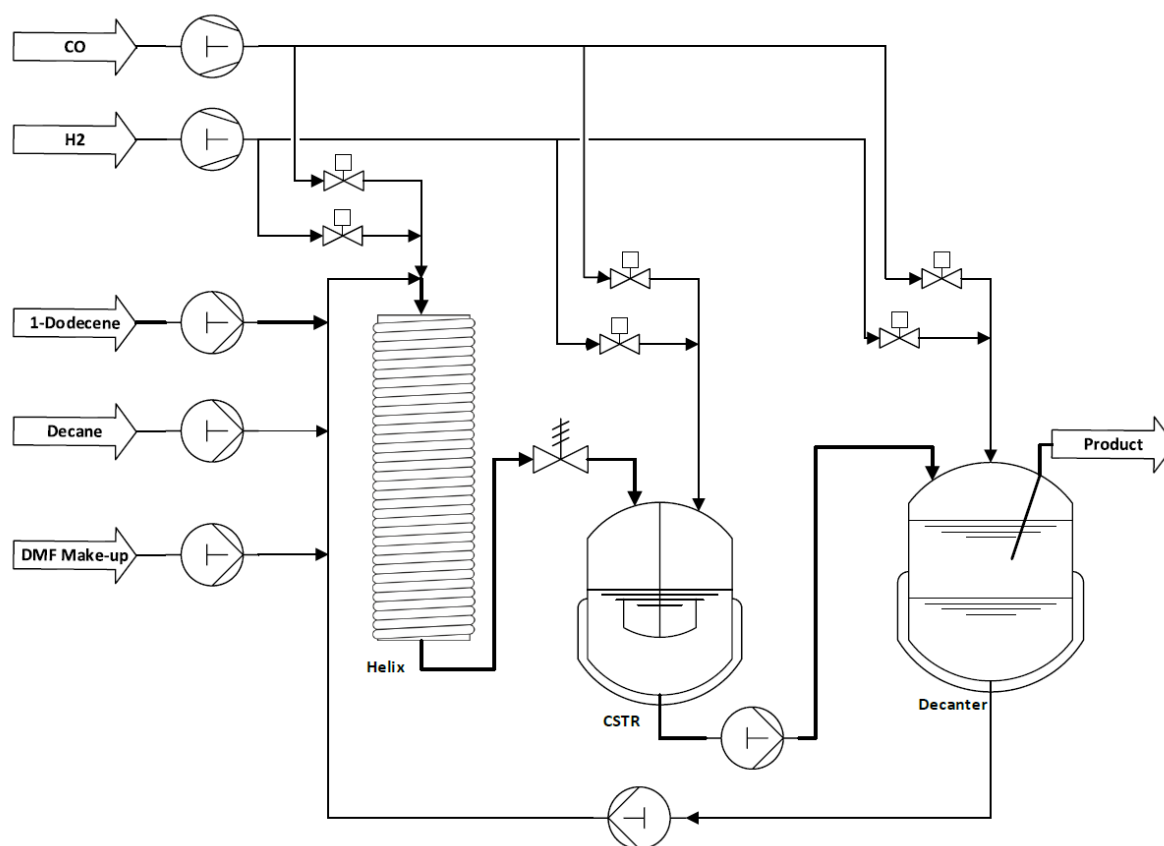 CO
H2
1-Dodecene
Decane
Product
DMF Make-up
Helix
Decanter
CSTR